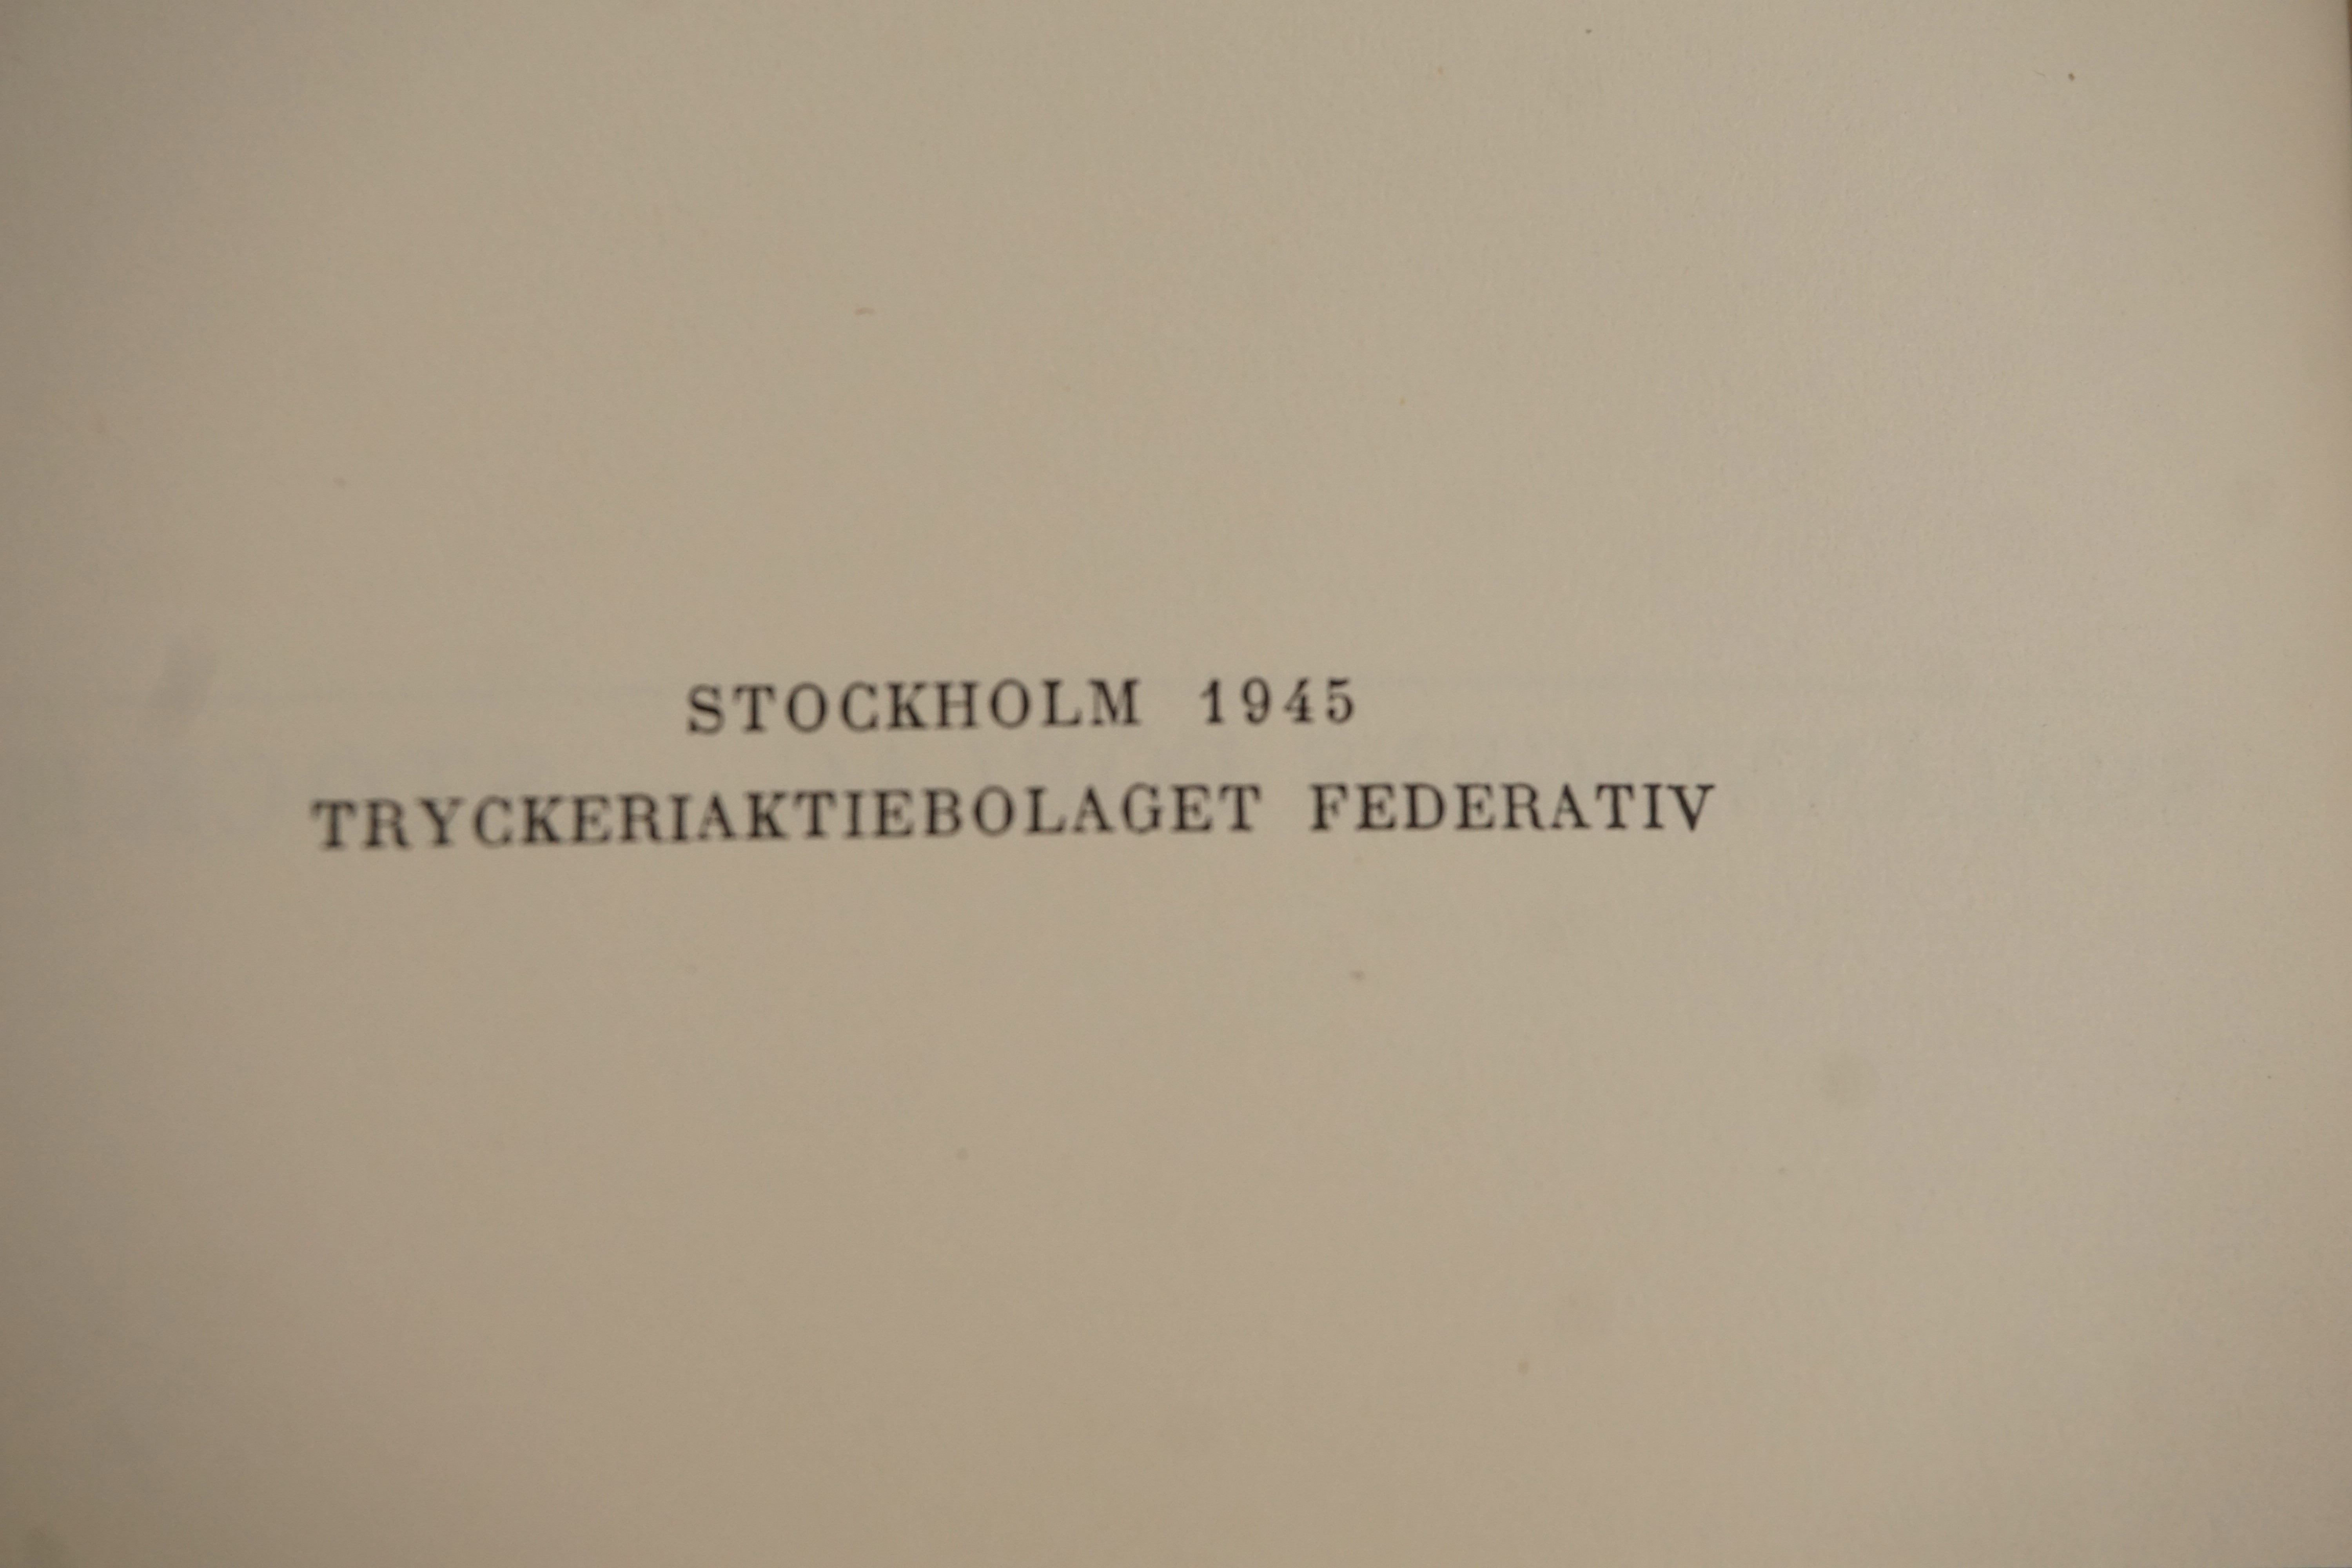 STOCKHOLM 1945
TRYCKERIAKTIEBOLAGET FEDERATIV